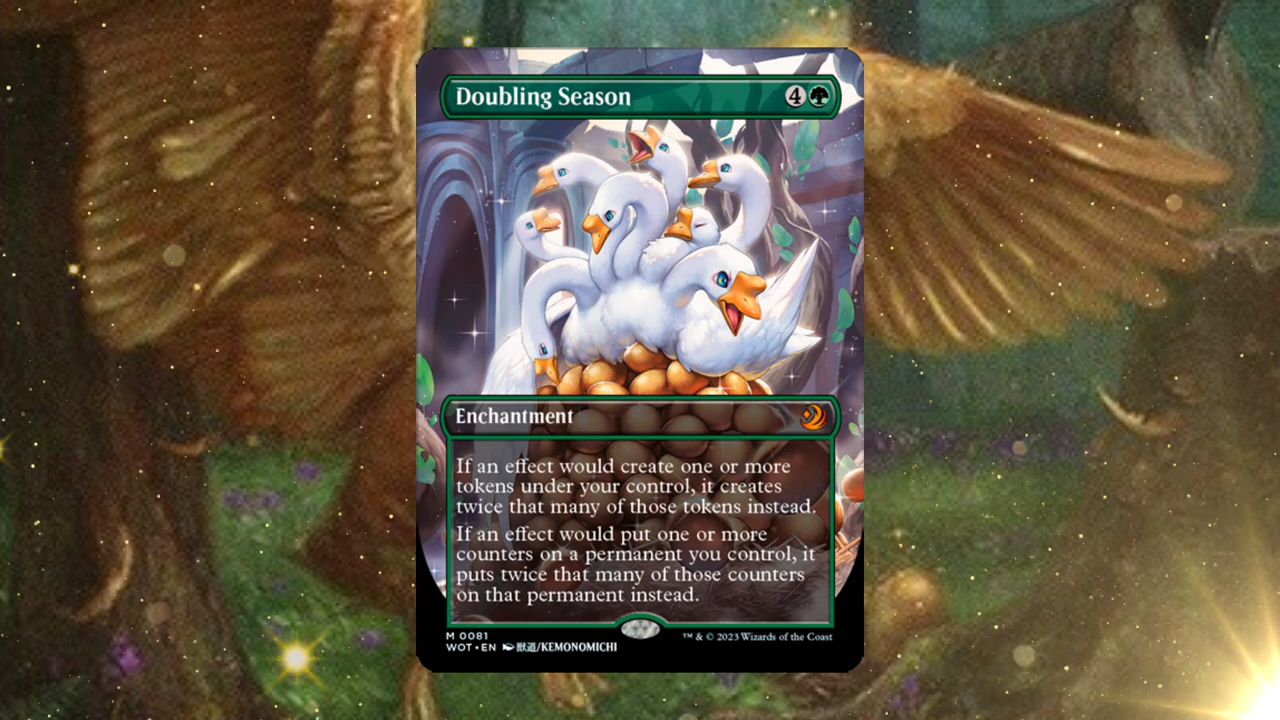 Doubling Season 4
Enchantment
If an effect would create one or more
tokens under your control, it creates
twice that many of those tokens instead.
If an effect would put one or more
counters on a permanent you control, it
puts twice that many of those counters
on that permanent instead.
M 0081
™ & © 2023 Wizards of the Coast
WOT • EN 獣道/KEMONOMICHI